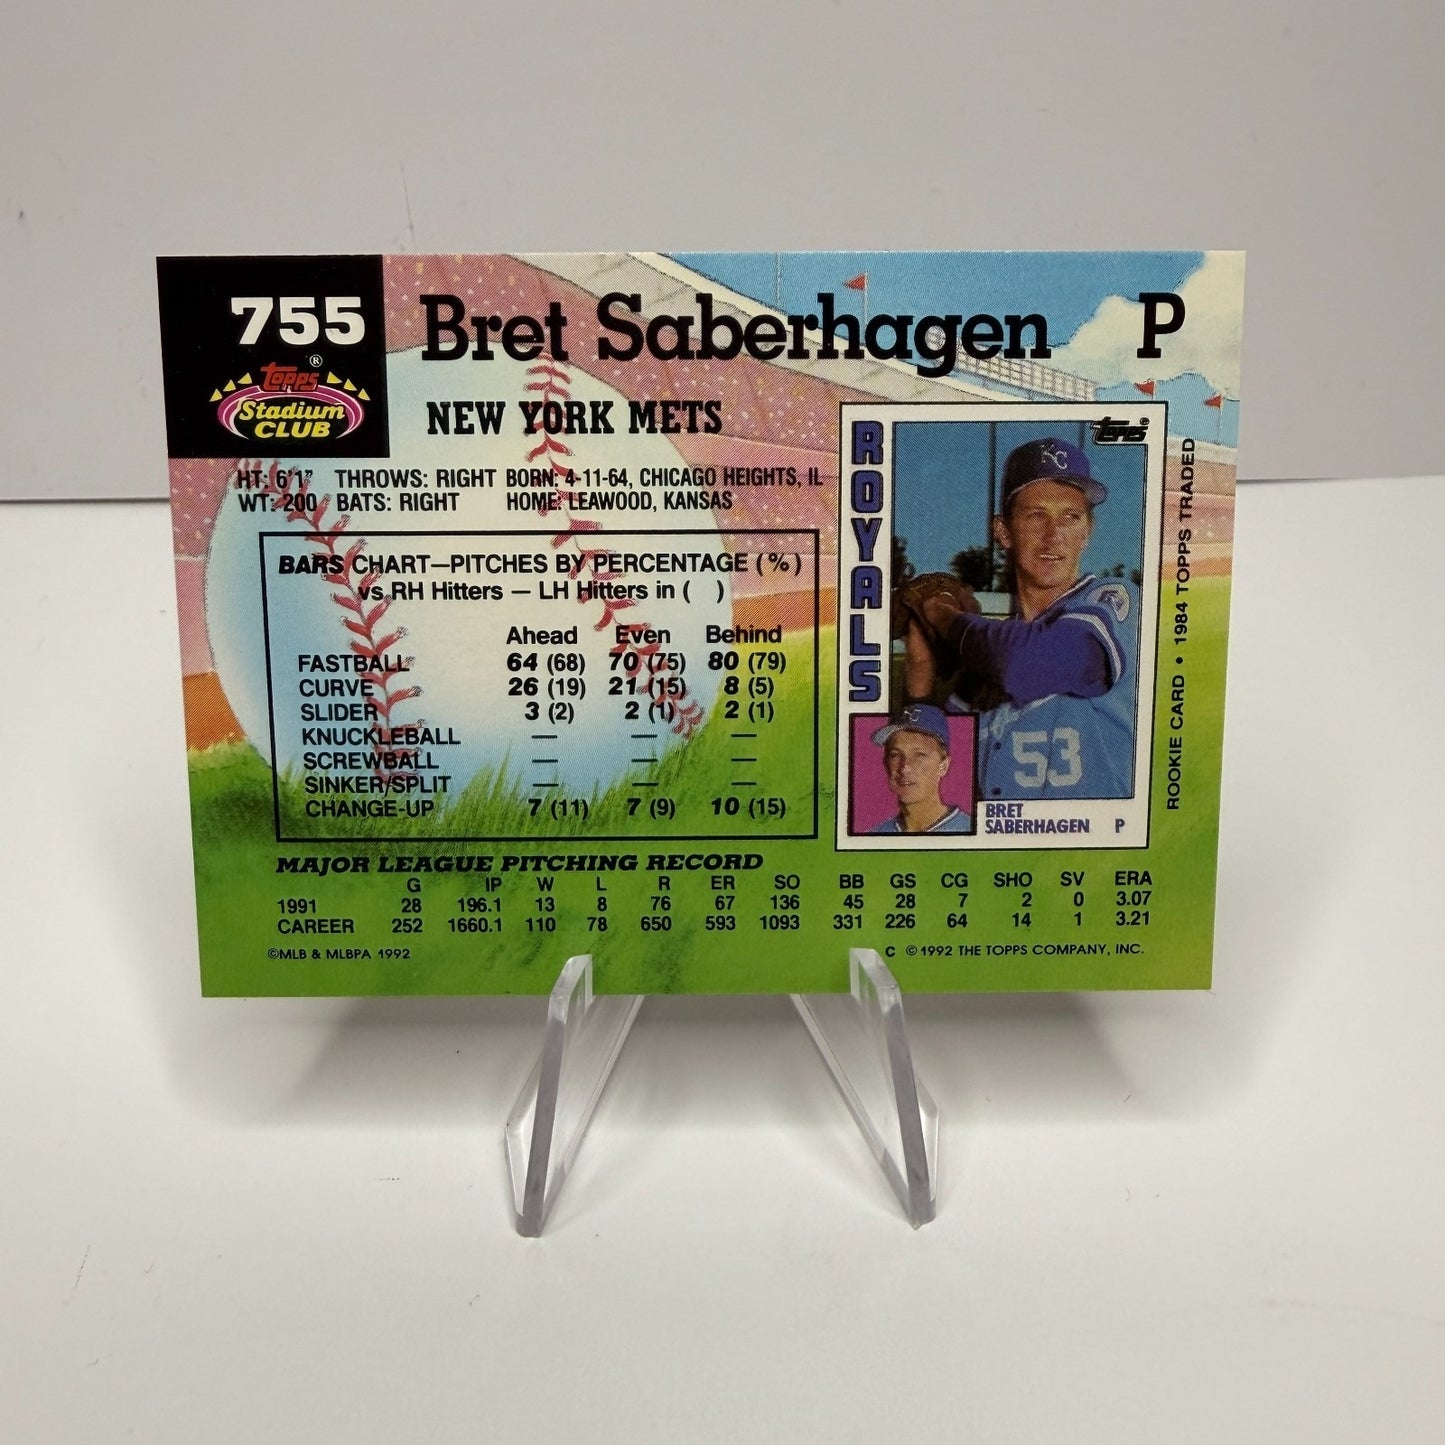 755
Topps ®
Stadium
CLUB
Bret Saberhagen P
NEW YORK METS
HT: 6'1" THROWS: RIGHT BORN: 4-11-64, CHICAGO HEIGHTS, IL
WT: 200 BATS: RIGHT HOME: LEAWOOD, KANSAS
BARS CHART—PITCHES BY PERCENTAGE (%)
vs RH Hitters — LH Hitters in ( )
Ahead Even Behind
FASTBALL 64 (68) 70 (75) 80 (79)
CURVE 26 (19) 21 (15) 8 (5)
SLIDER 3 (2) 2 (1) 2 (1)
KNUCKLEBALL — — —
SCREWBALL — — —
SINKER/SPLIT — — —
CHANGE-UP 7 (11) 7 (9) 10 (15)
Topps
ROYALS
KC
53
BRET
SABERHAGEN P
ROOKIE CARD • 1984 TOPPS TRADED
MAJOR LEAGUE PITCHING RECORD
G IP W L R ER SO BB GS CG SHO SV ERA
1991 28 196.1 13 8 76 67 136 45 28 7 2 0 3.07
CAREER 252 1660.1 110 78 650 593 1093 331 226 64 14 1 3.21
©MLB & MLBPA 1992 C ©1992 THE TOPPS COMPANY, INC.